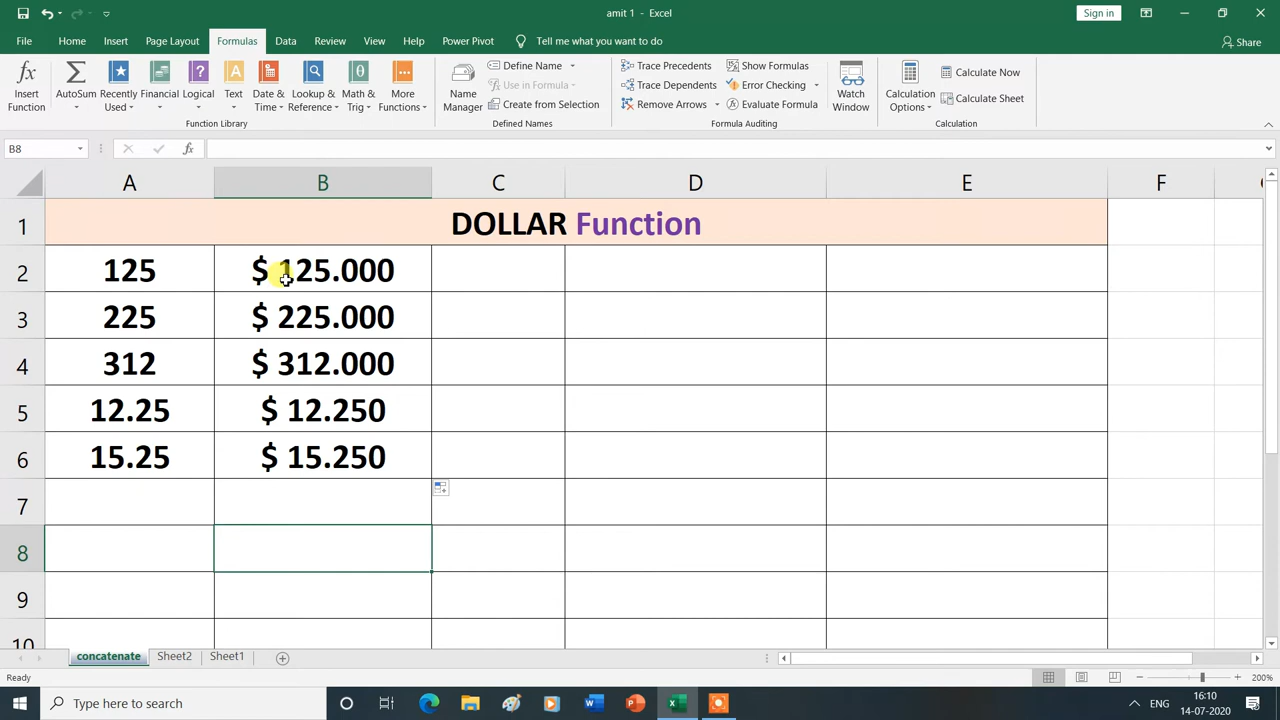 amit 1 - Excel
Sign in
File Home Insert Page Layout Formulas Data Review View Help Power Pivot Tell me what you want to do Share
Insert Function
AutoSum
Recently Used
Financial
Logical
Text
Date & Time
Lookup & Reference
Math & Trig
More Functions
Function Library
Name Manager
Define Name
Use in Formula
Create from Selection
Defined Names
Trace Precedents
Trace Dependents
Remove Arrows
Show Formulas
Error Checking
Evaluate Formula
Formula Auditing
Watch Window
Calculation Options
Calculate Now
Calculate Sheet
Calculation
B8 fx
A B C D E F
1 DOLLAR Function
2 125 $ 125.000
3 225 $ 225.000
4 312 $ 312.000
5 12.25 $ 12.250
6 15.25 $ 15.250
7
8
9
10
concatenate Sheet2 Sheet1
Ready 200%
Type here to search ENG 16:10
14-07-2020